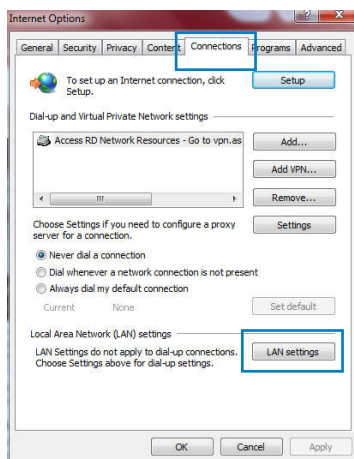 Internet Options
General Security Privacy Content Connections Programs Advanced
To set up an Internet connection, click
Setup.
Setup
Dial-up and Virtual Private Network settings
Access RD Network Resources - Go to vpn.as
Add...
Add VPN...
Remove...
Choose Settings if you need to configure a proxy
server for a connection.
Settings
Never dial a connection
Dial whenever a network connection is not present
Always dial my default connection
Current None
Set default
Local Area Network (LAN) settings
LAN Settings do not apply to dial-up connections.
Choose Settings above for dial-up settings.
LAN settings
OK Cancel Apply